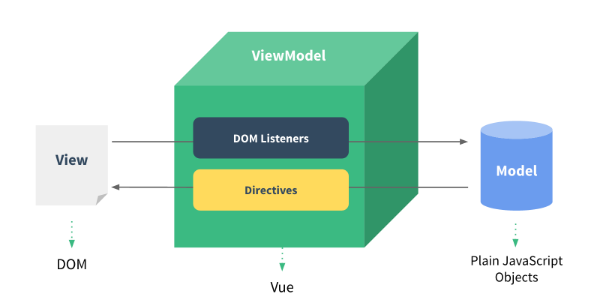 ViewModel
DOM Listeners
View
Model
Directives
DOM
Vue
Plain JavaScript
Objects